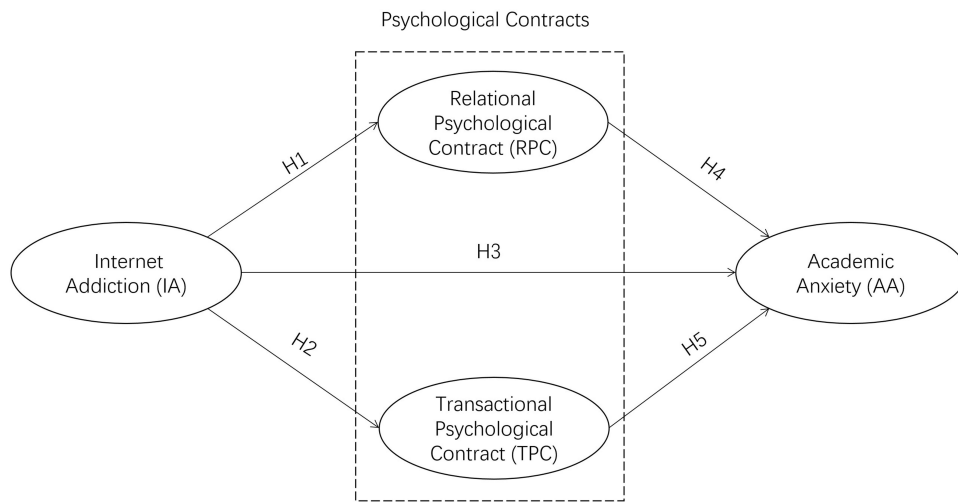 Psychological Contracts
Relational
Psychological
Contract (RPC)
H1
H4
Internet
Addiction (IA)
H3
Academic
Anxiety (AA)
H2
H5
Transactional
Psychological
Contract (TPC)